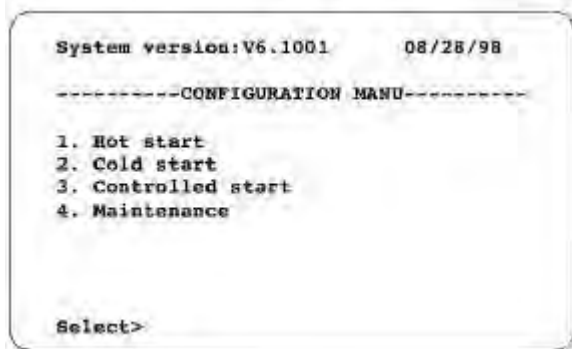 System version:V6.1001 08/28/98
----------CONFIGURATION MANU----------
1. Hot start
2. Cold start
3. Controlled start
4. Maintenance
Select>